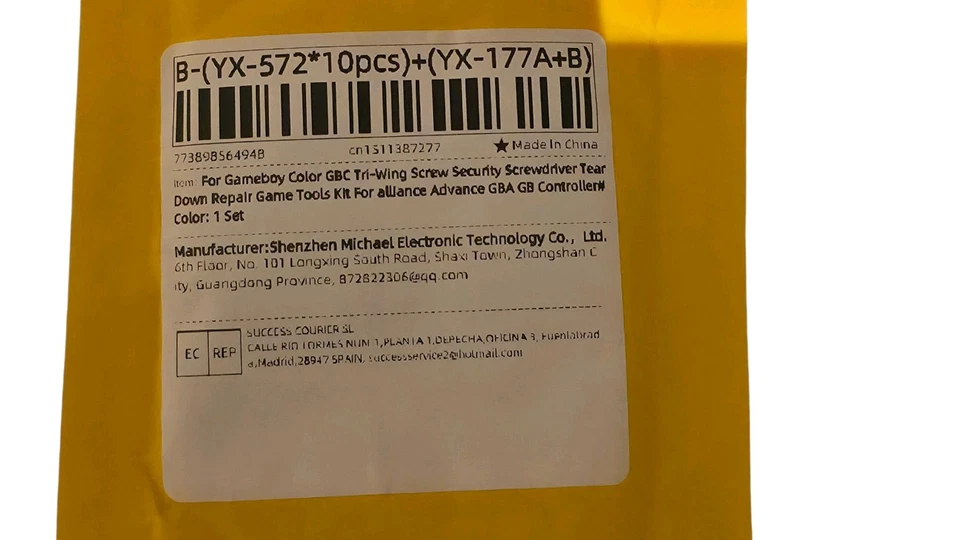 B-(YX-572*10pcs)+(YX-177A+B)
77389856494B cn1511387277 ★ Made In China
Item: For Gameboy Color GBC Tri-Wing Screw Security Screwdriver Tear
Down Repair Game Tools Kit For alliance Advance GBA GB Controller#
Color: 1 Set
Manufacturer:Shenzhen Michael Electronic Technology Co., Ltd.
6th Floor, No. 101 Longxing South Road, Shaxi Town, Zhongshan C
ity, Guangdong Province, 872822306@qq.com
EC REP
SUCCESS COURIER SL
CALLE RIO TORMES NUM 1,PLANTA 1,DEPECHA,OFICINA 3, Fuenlabrad
a,Madrid,28947 SPAIN, successservice2@hotmail.com